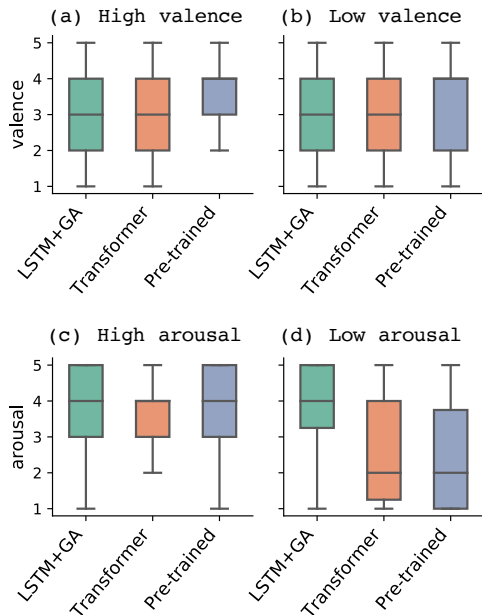 (a) High valence
(b) Low valence
valence
5
4
3
2
1
LSTM+GA
Transformer
Pre-trained
LSTM+GA
Transformer
Pre-trained
(c) High arousal
(d) Low arousal
arousal
5
4
3
2
1
LSTM+GA
Transformer
Pre-trained
LSTM+GA
Transformer
Pre-trained